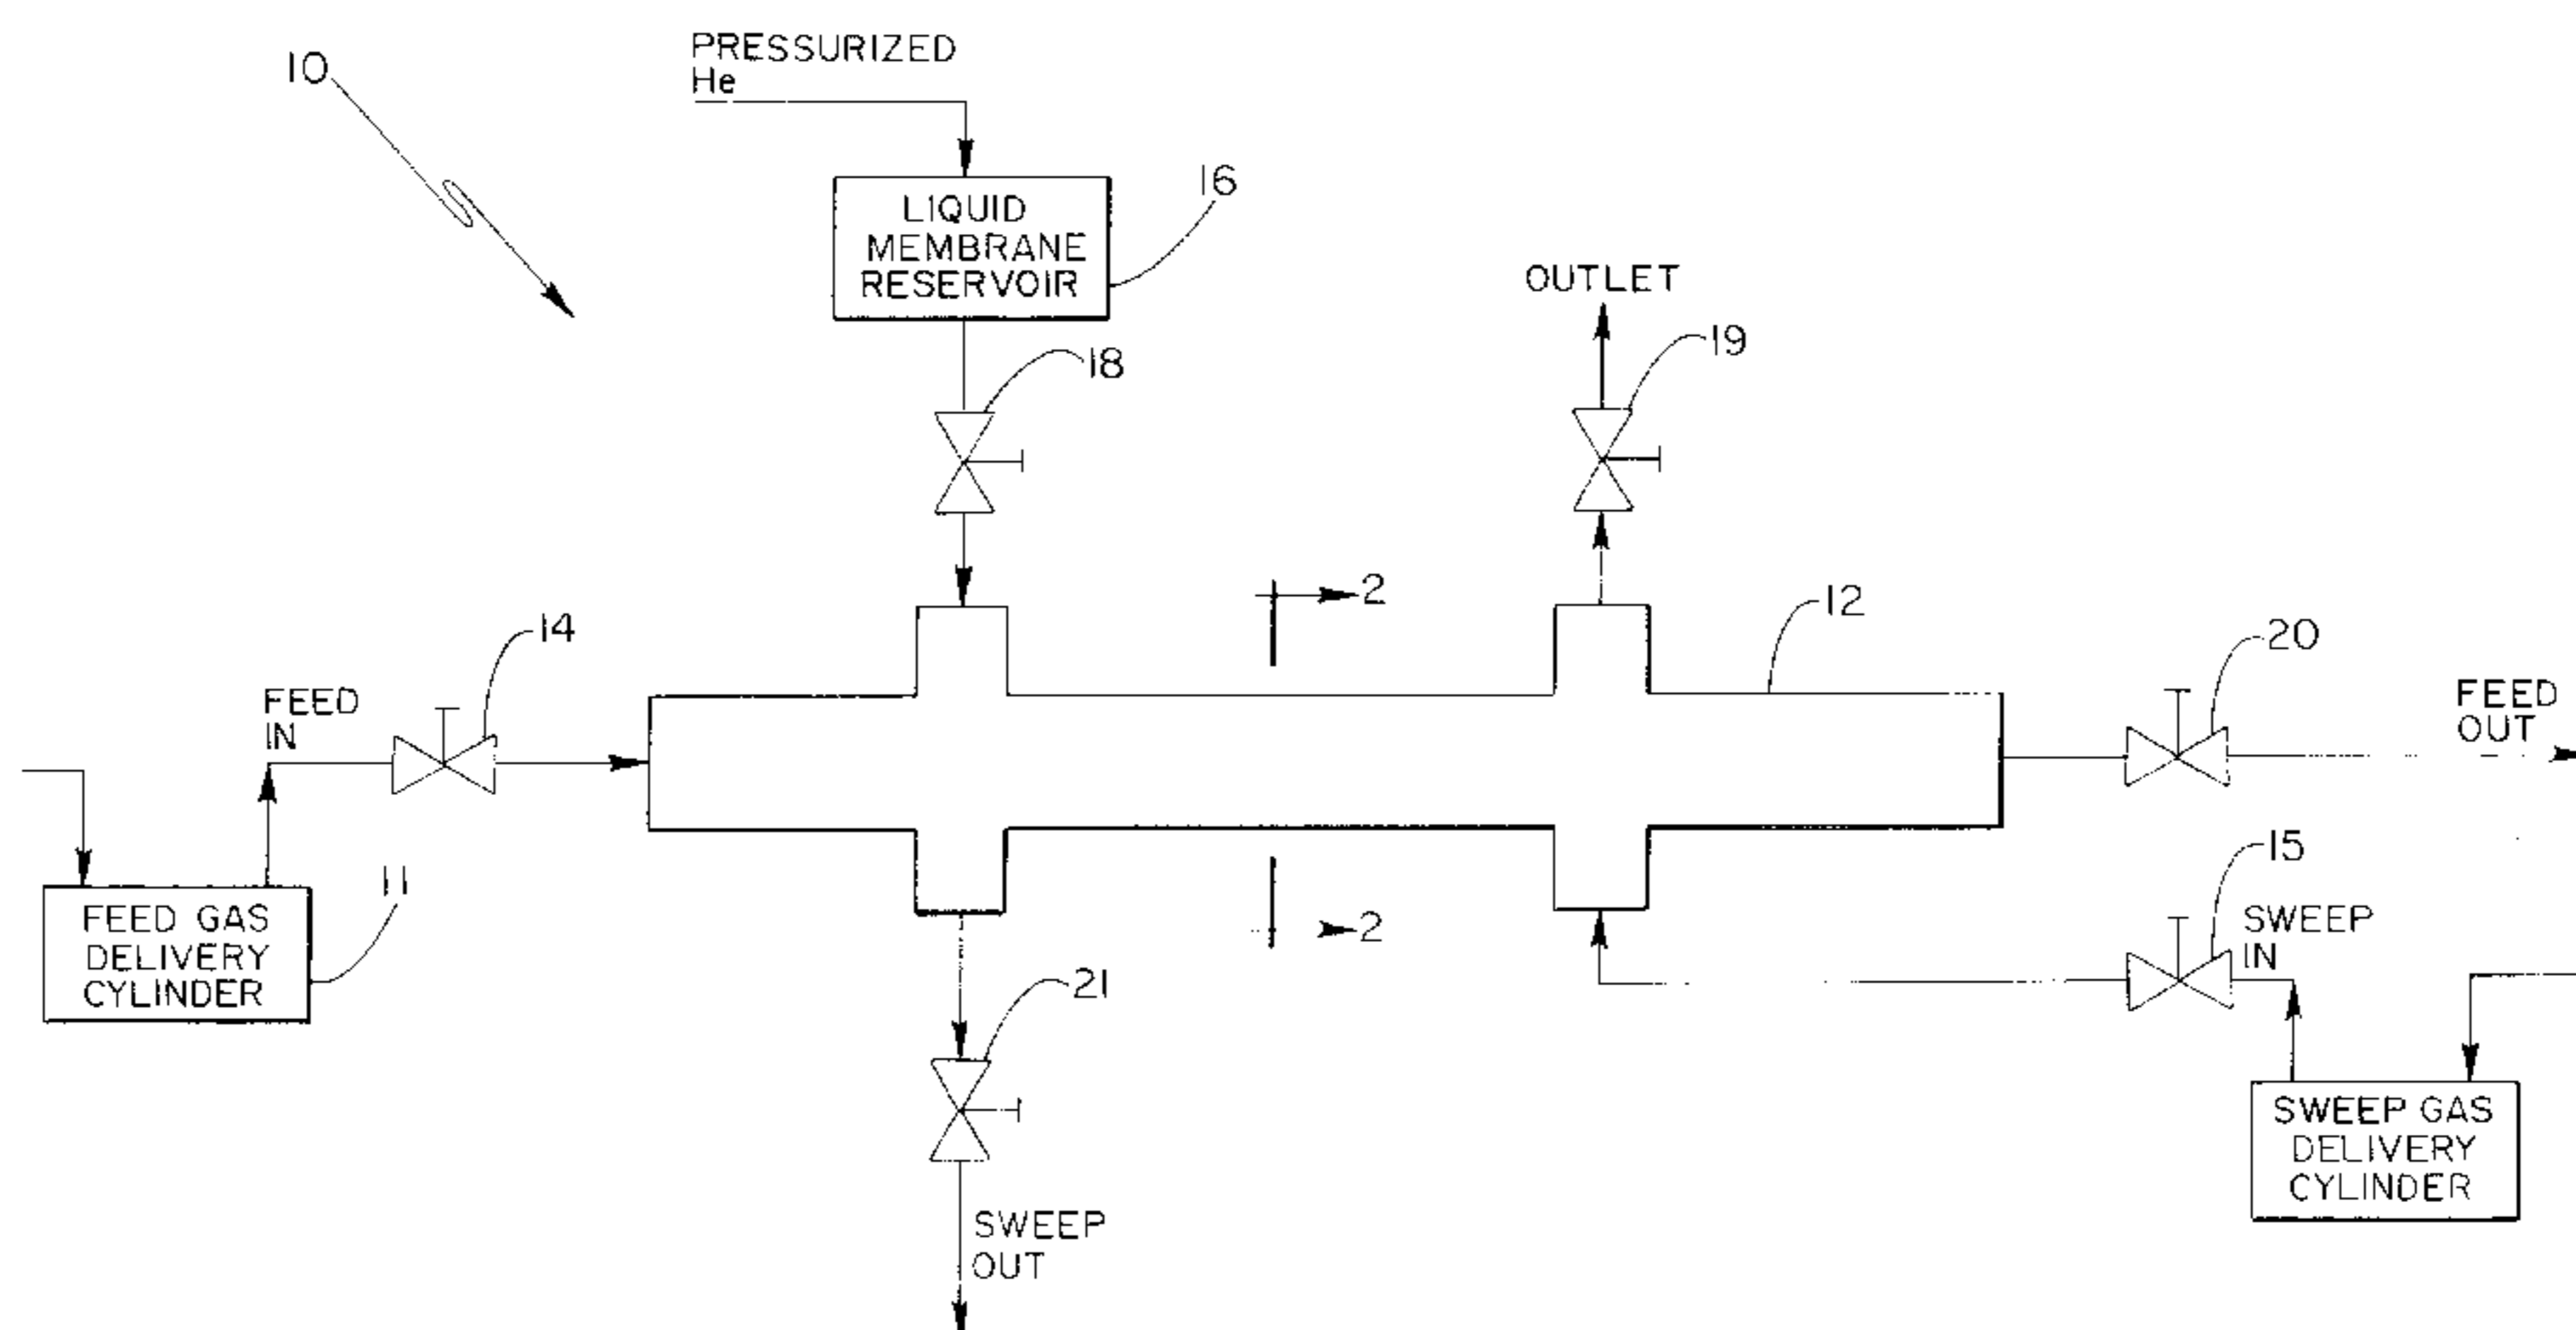 10
PRESSURIZED
He
LIQUID
MEMBRANE
RESERVOIR
16
OUTLET
18
19
2
12
14
20
FEED
IN
FEED
OUT
15
11
FEED GAS
DELIVERY
CYLINDER
2
SWEEP
IN
21
SWEEP GAS
DELIVERY
CYLINDER
SWEEP
OUT